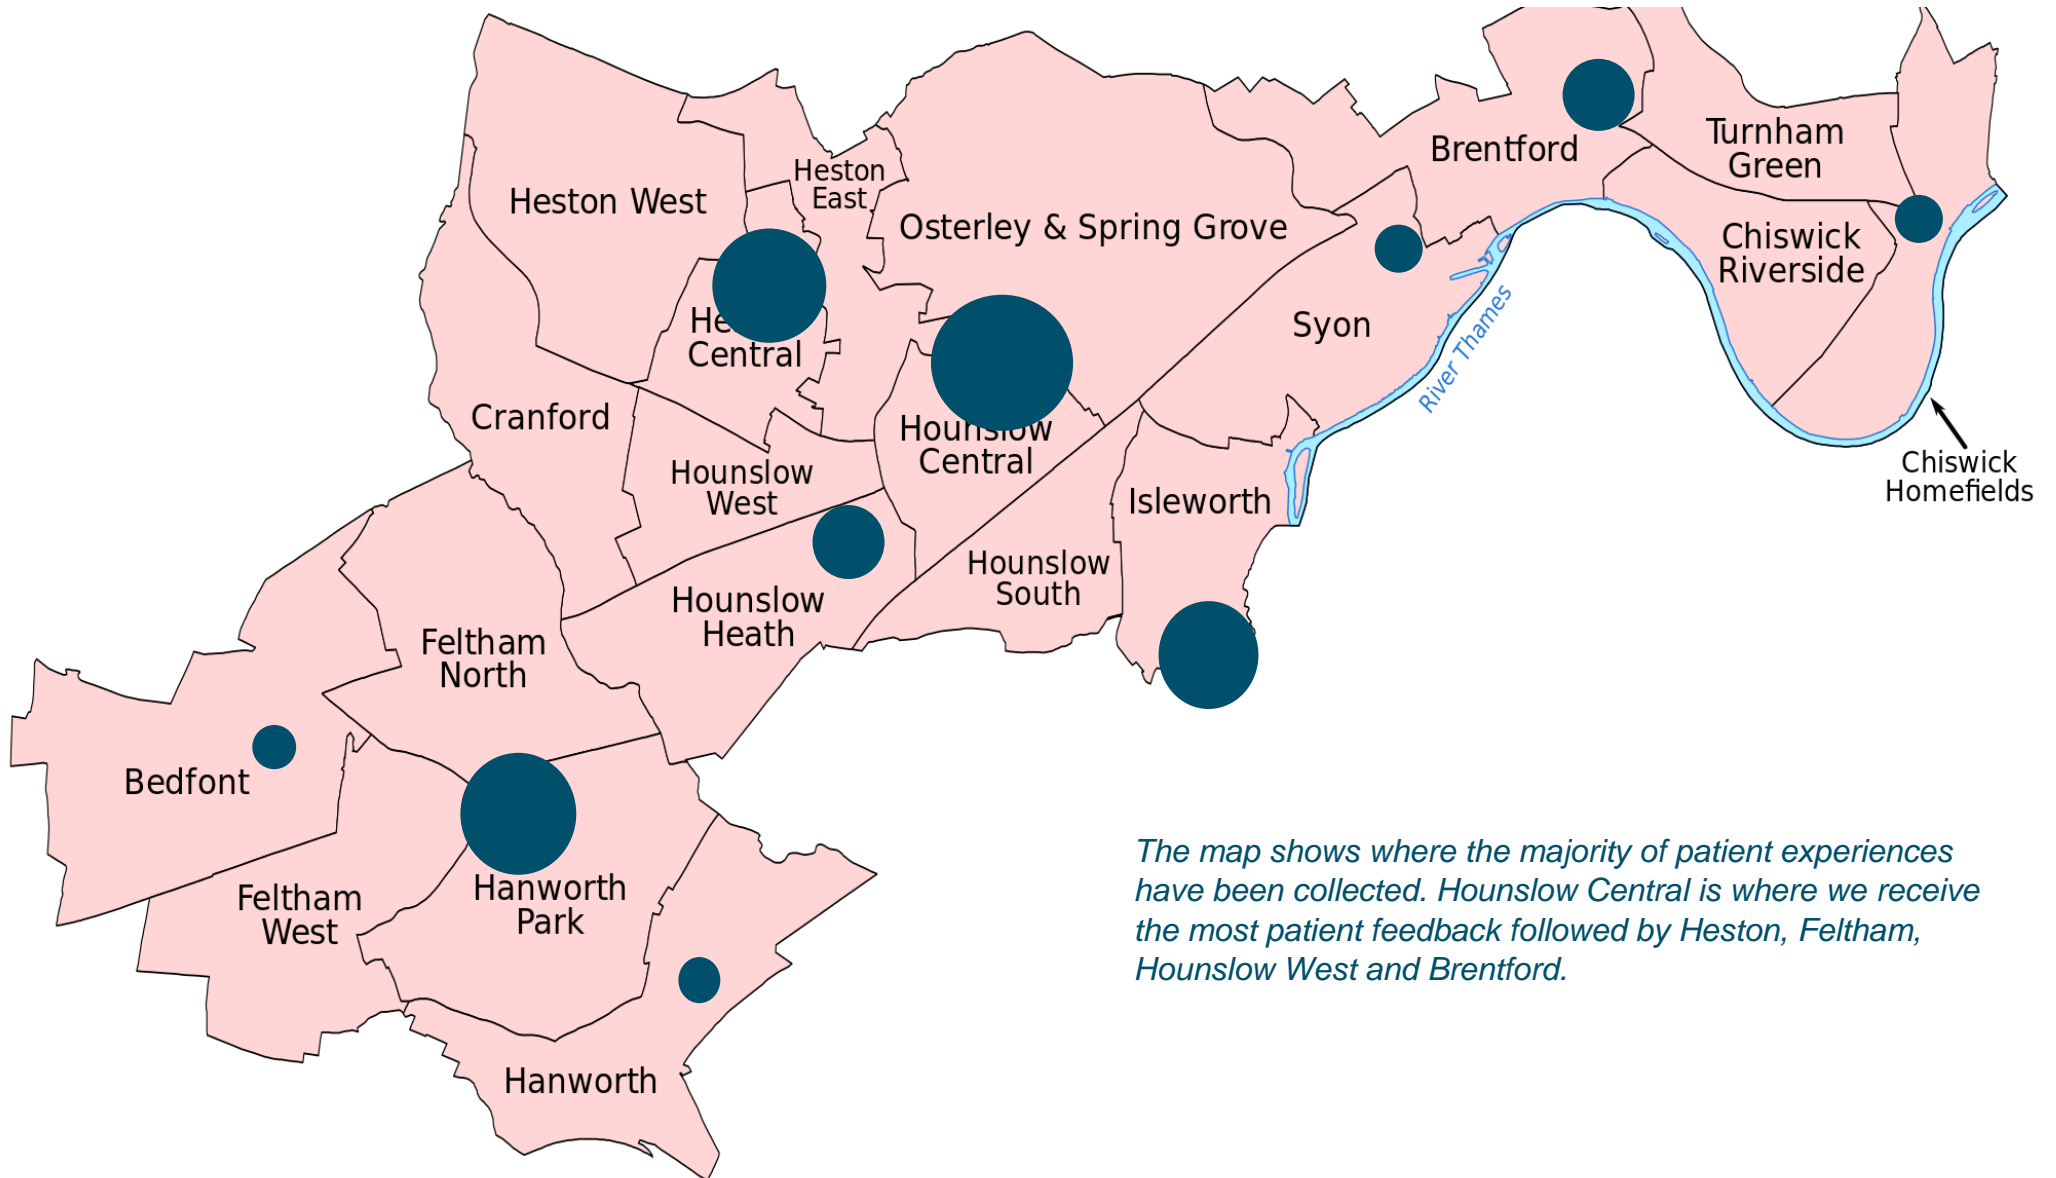 Heston West
Heston
East
Osterley & Spring Grove
Brentford
Turnham
Green
Chiswick
Riverside
Syon
River Thames
Central
Cranford
Hounslow
Central
Hounslow
West
Isleworth
Chiswick
Homefields
Hounslow
South
Hounslow
Heath
Feltham
North
Bedfont
Feltham
West
Hanworth
Park
Hanworth
The map shows where the majority of patient experiences
have been collected. Hounslow Central is where we receive
the most patient feedback followed by Heston, Feltham,
Hounslow West and Brentford.